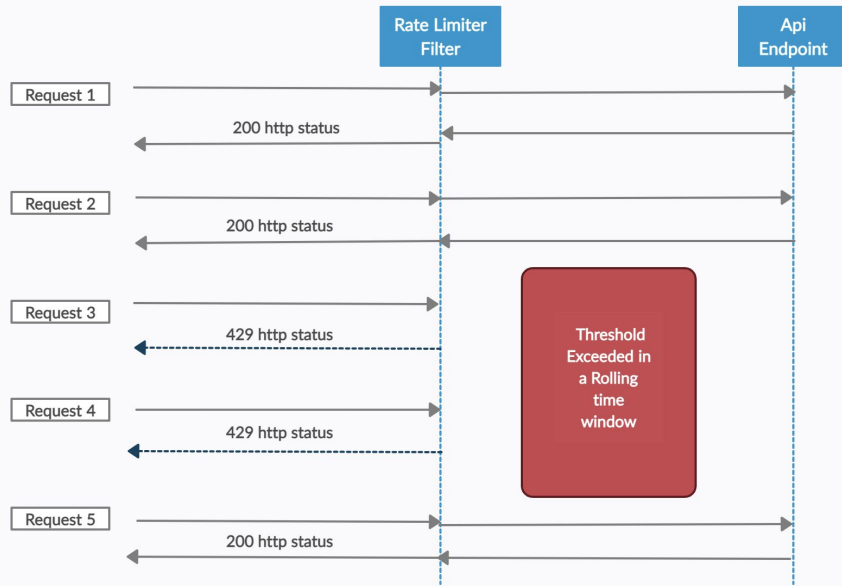 Rate Limiter
Filter
Api
Endpoint
Request 1
200 http status
Request 2
200 http status
Request 3
429 http status
Threshold
Exceeded in
a Rolling
time
window
Request 4
429 http status
Request 5
200 http status